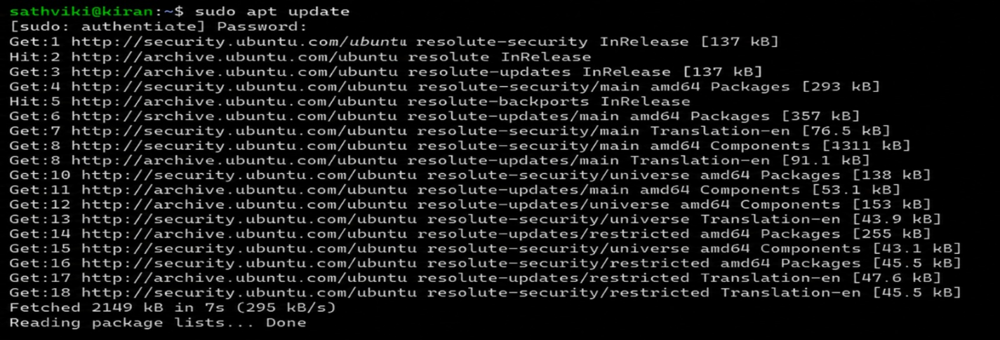 sathviki@kiran:~$ sudo apt update
[sudo: authentiate] Password:
Get:1 http://security.ubuntu.com/ubuntu resolute-security InRelease [137 kB]
Hit:2 http://archive.ubuntu.com/ubuntu resolute InRelease
Get:3 http://archive.ubuntu.com/ubuntu resolute-updates InRelease [137 kB]
Get:4 http://security.ubuntu.com/ubuntu resolute-security/main amd64 Packages [293 kB]
Hit:5 http://archive.ubuntu.com/ubuntu resolute-backports InRelease
Get:6 http://srchive.ubuntu.com/ubuntu resolute-updates/main amd64 Packages [357 kB]
Get:7 http://security.ubuntu.com/ubuntu resolute-security/main Translation-en [76.5 kB]
Get:8 http://security.ubuntu.com/ubuntu resolute-security/main amd64 Components [4311 kB]
Get:8 http://archive.ubuntu.com/ubuntu resolute-updates/main Translation-en [91.1 kB]
Get:10 http://security.ubuntu.com/ubuntu resolute-security/universe amd64 Packages [138 kB]
Get:11 http://archive.ubuntu.com/ubuntu resolute-updates/main amd64 Components [53.1 kB]
Get:12 http://archive.ubuntu.com/ubuntu resolute-updates/universe amd64 Components [153 kB]
Get:13 http://security.ubuntu.com/ubuntu resolute-security/universe Translation-en [43.9 kB]
Get:14 http://archive.ubuntu.com/ubuntu resolute-updates/restricted amd64 Packages [255 kB]
Get:15 http://security.ubuntu.com/ubuntu resolute-security/universe amd64 Components [43.1 kB]
Get:16 http://security.ubuntu.com/ubuntu resolute-security/restricted amd64 Packages [45.5 kB]
Get:17 http://archive.ubuntu.com/ubuntu resolute-updates/restricted Translation-en [47.6 kB]
Get:18 http://security.ubuntu.com/ubuntu resolute-security/restricted Translation-en [45.5 kB]
Fetched 2149 kB in 7s (295 kB/s)
Reading package lists... Done